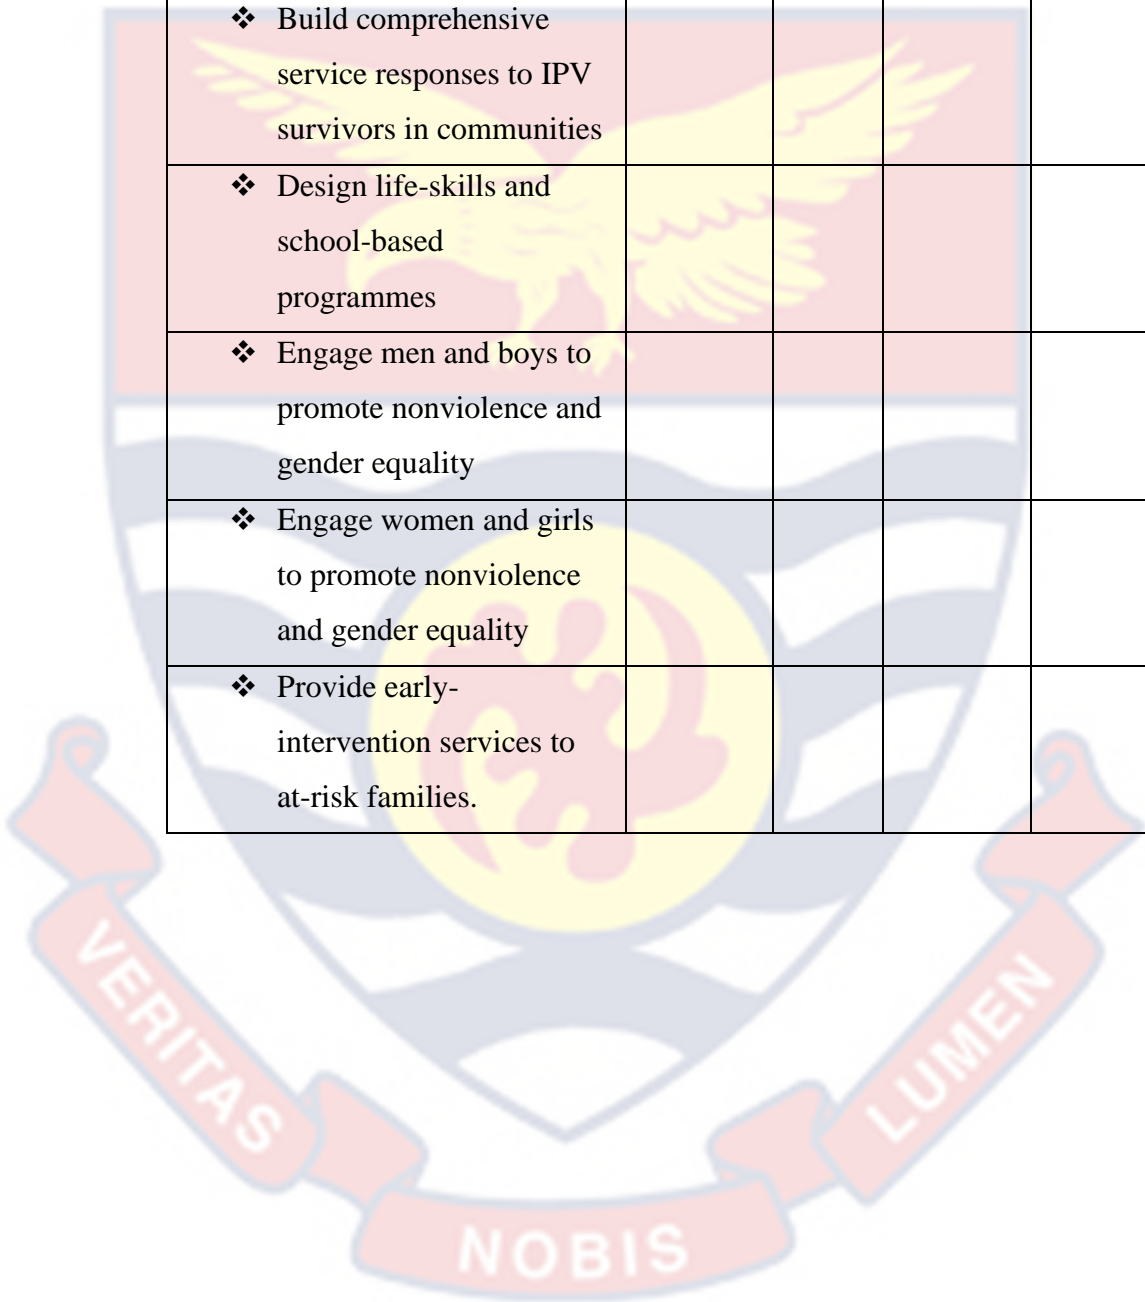 ❖ Build comprehensive
service responses to IPV
survivors in communities
❖ Design life-skills and
school-based
programmes
❖ Engage men and boys to
promote nonviolence and
gender equality
❖ Engage women and girls
to promote nonviolence
and gender equality
❖ Provide early-
intervention services to
at-risk families.
VERITAS
NOBIS
LUMEN